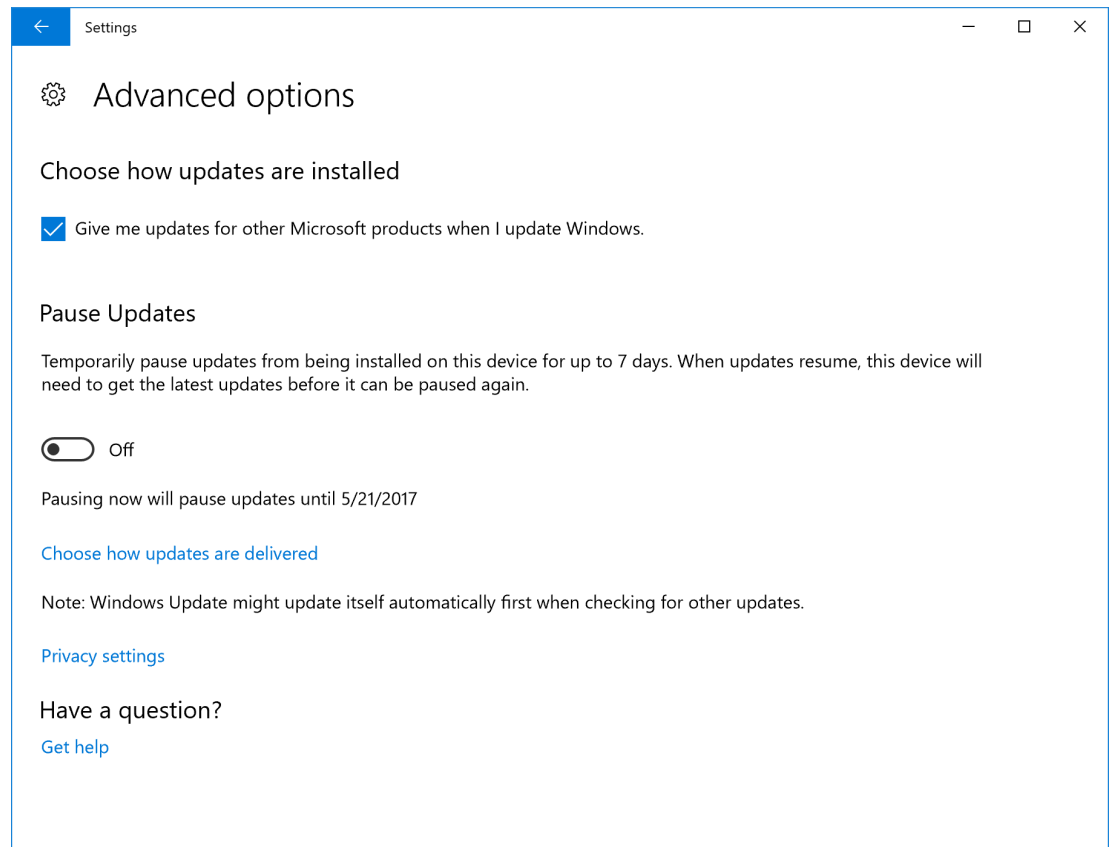 Settings
Advanced options
Choose how updates are installed
Give me updates for other Microsoft products when I update Windows.
Pause Updates
Temporarily pause updates from being installed on this device for up to 7 days. When updates resume, this device will
need to get the latest updates before it can be paused again.
Off
Pausing now will pause updates until 5/21/2017
Choose how updates are delivered
Note: Windows Update might update itself automatically first when checking for other updates.
Privacy settings
Have a question?
Get help